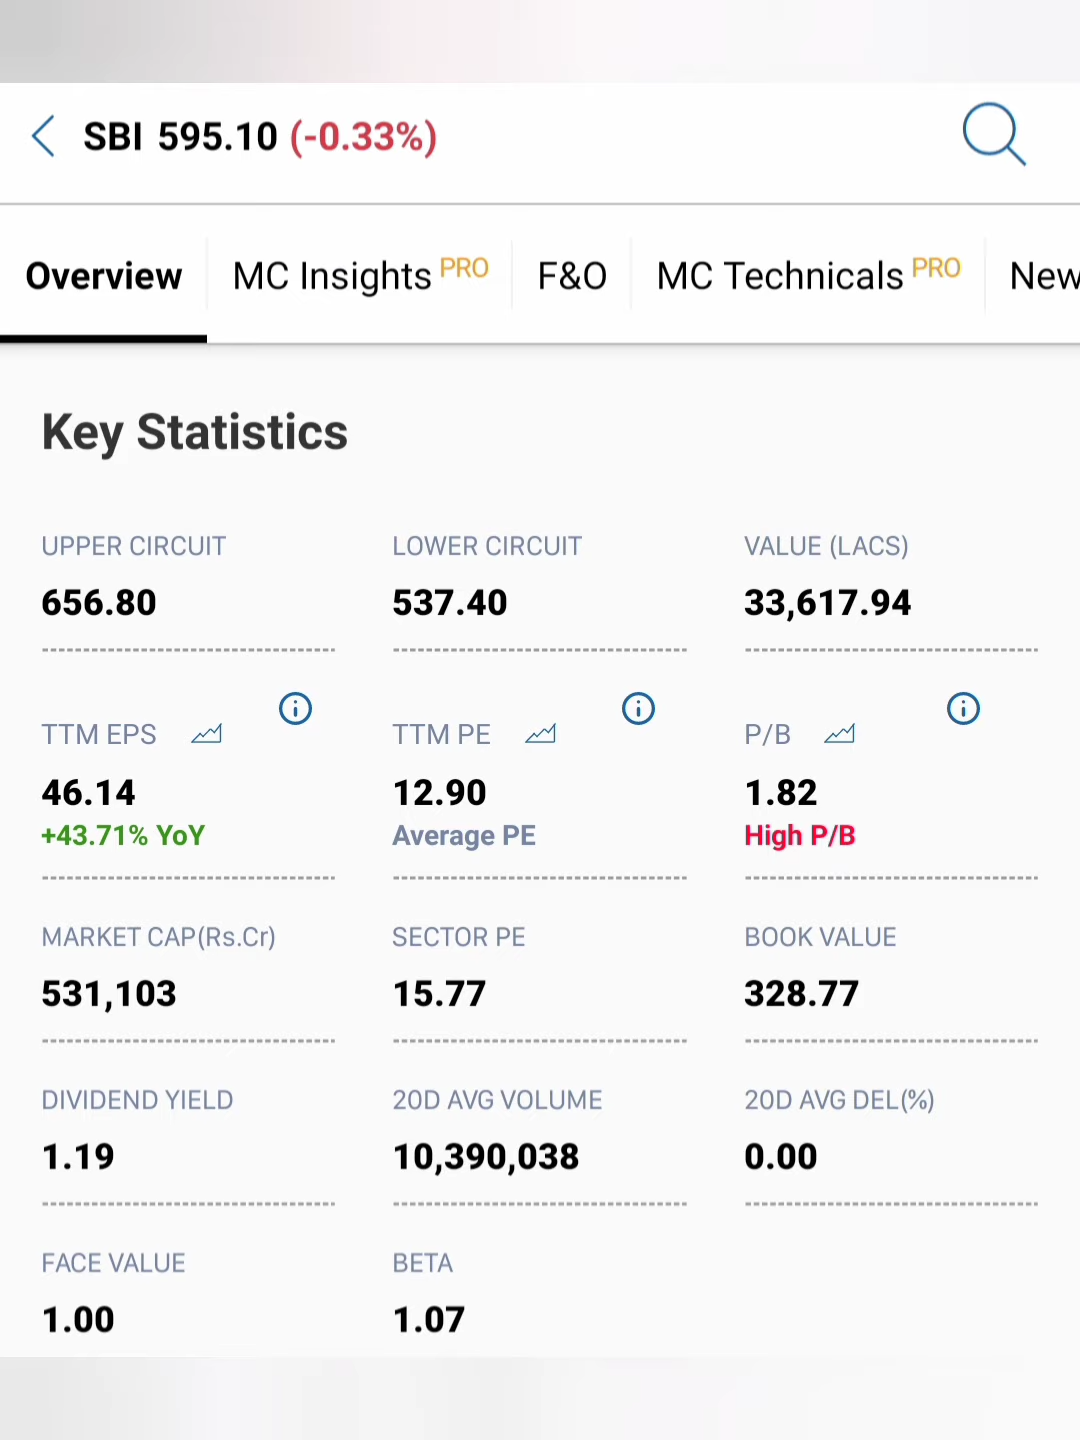 SBI 595.10 (-0.33%)
Overview MC Insights PRO F&O MC Technicals PRO New
Key Statistics
UPPER CIRCUIT LOWER CIRCUIT VALUE (LACS)
656.80 537.40 33,617.94
TTM EPS TTM PE P/B
46.14 12.90 1.82
+43.71% YoY Average PE High P/B
MARKET CAP(Rs.Cr) SECTOR PE BOOK VALUE
531,103 15.77 328.77
DIVIDEND YIELD 20D AVG VOLUME 20D AVG DEL(%)
1.19 10,390,038 0.00
FACE VALUE BETA
1.00 1.07